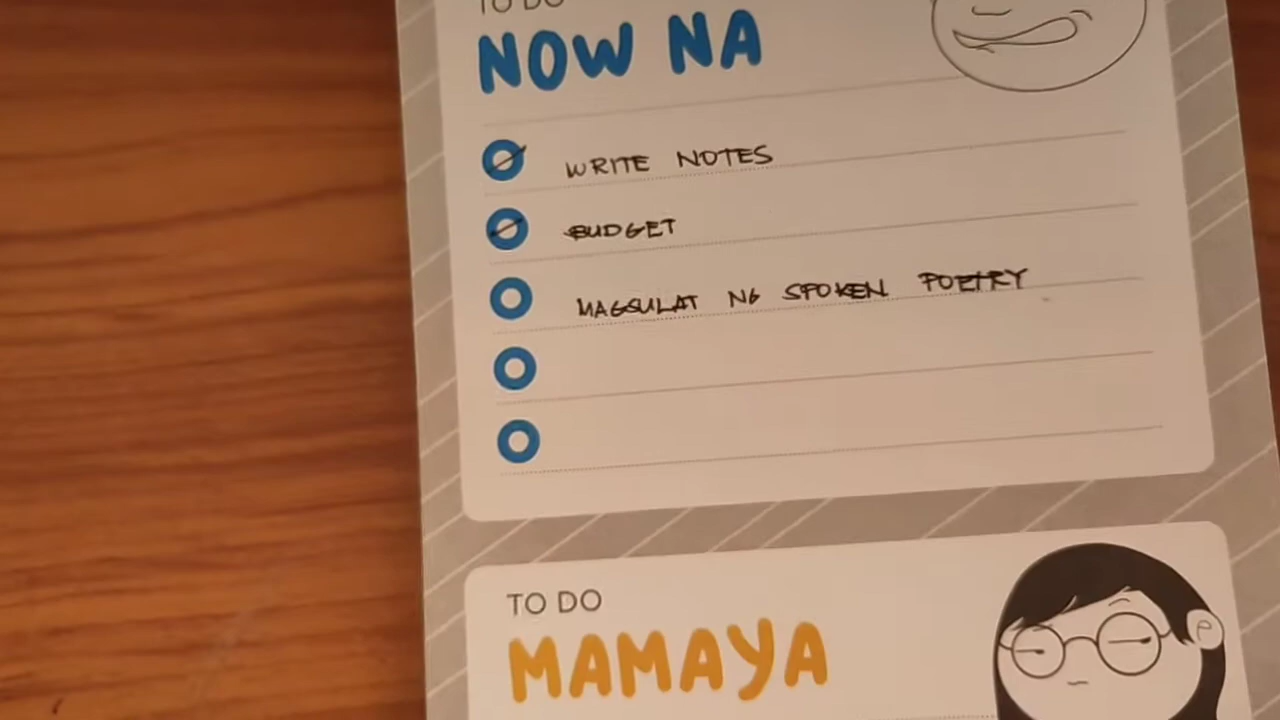 TO DO
NOW NA
WRITE NOTES
BUDGET
MAGSULAT NG SPOKEN POETRY
TO DO
MAMAYA